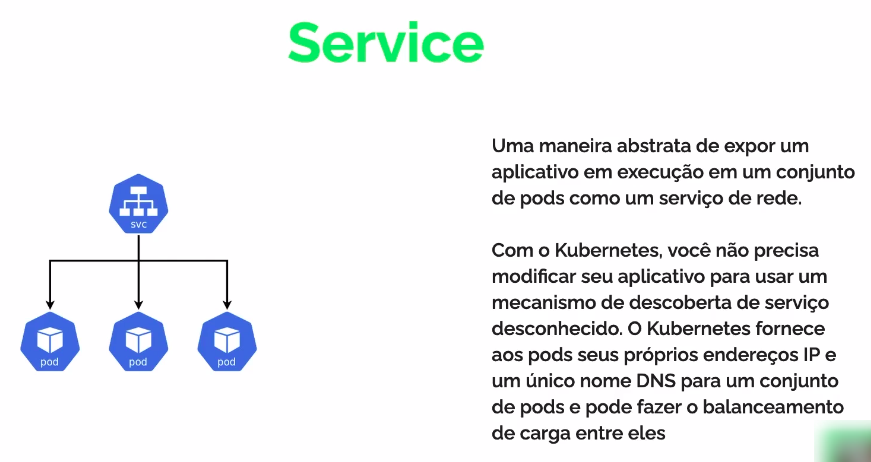 Service
Uma maneira abstrata de expor um
aplicativo em execução em um conjunto
de pods como um serviço de rede.
Com o Kubernetes, você não precisa
modificar seu aplicativo para usar um
mecanismo de descoberta de serviço
desconhecido. O Kubernetes fornece
aos pods seus próprios endereços IP e
um único nome DNS para um conjunto
de pods e pode fazer o balanceamento
de carga entre eles
svc
pod
pod
pod